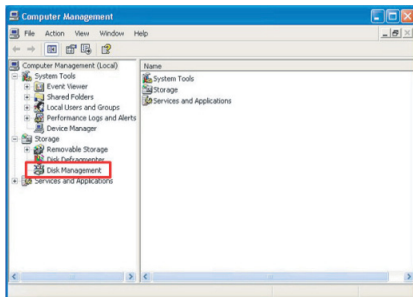 Computer Management
File Action View Window Help
Computer Management (Local)
System Tools
Event Viewer
Shared Folders
Local Users and Groups
Performance Logs and Alerts
Device Manager
Storage
Removable Storage
Disk Defragmenter
Disk Management
Services and Applications
Name
System Tools
Storage
Services and Applications